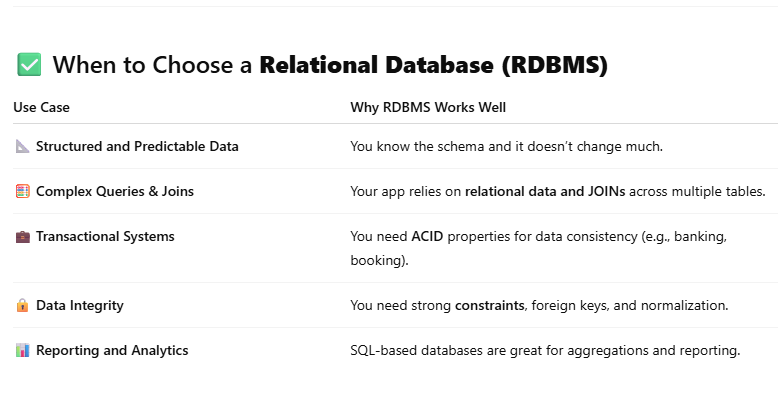 ✅ When to Choose a Relational Database (RDBMS)
Use Case Why RDBMS Works Well
📐 Structured and Predictable Data You know the schema and it doesn’t change much.
🧮 Complex Queries & Joins Your app relies on relational data and JOINs across multiple tables.
💼 Transactional Systems You need ACID properties for data consistency (e.g., banking,
booking).
🔒 Data Integrity You need strong constraints, foreign keys, and normalization.
📊 Reporting and Analytics SQL-based databases are great for aggregations and reporting.